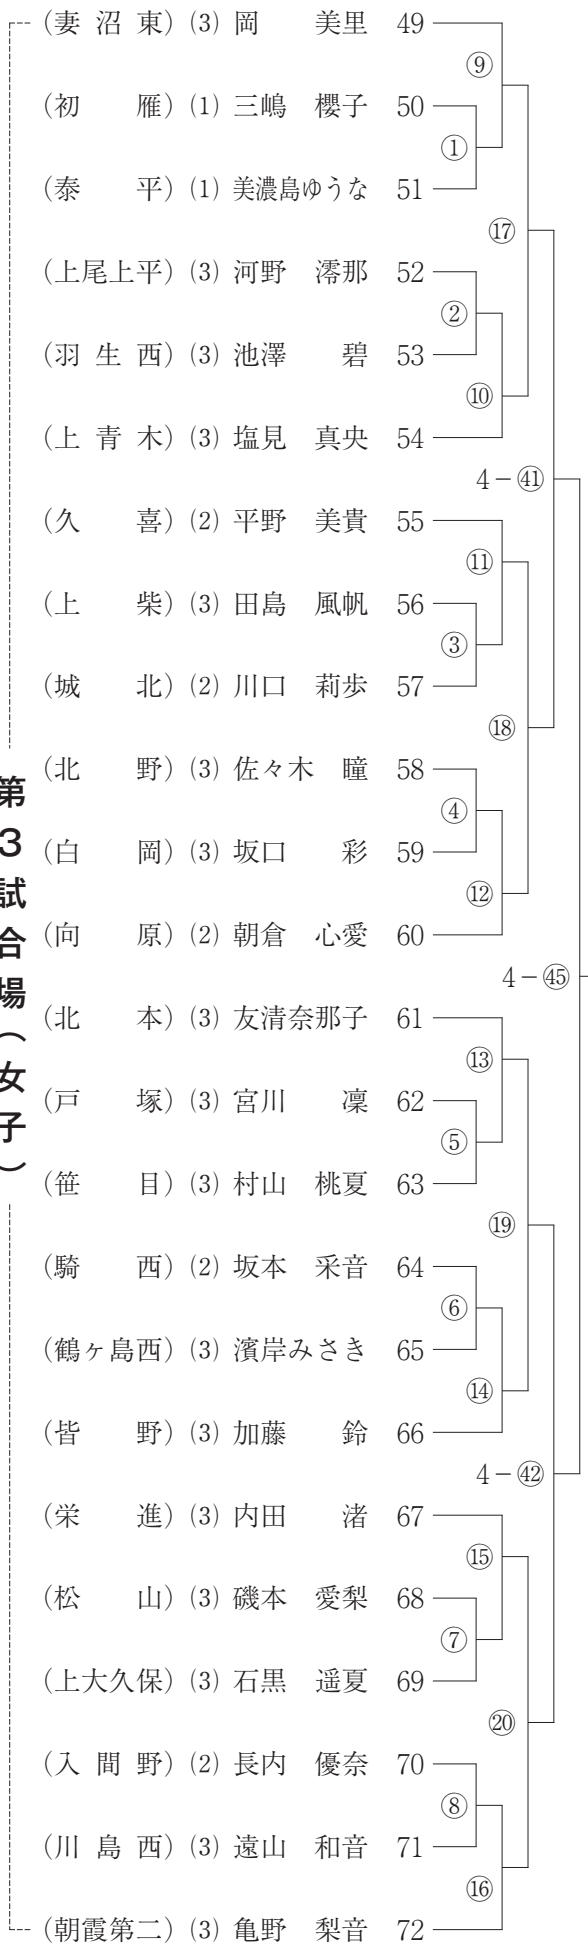 第3試合場（女子）
（妻沼東）(3) 岡　美里 49
（初雁）(1) 三嶋　櫻子 50
（泰平）(1) 美濃島ゆうな 51
（上尾上平）(3) 河野　澪那 52
（羽生西）(3) 池澤　碧 53
（上青木）(3) 塩見　真央 54
（久喜）(2) 平野　美貴 55
（上柴）(3) 田島　風帆 56
（城北）(2) 川口　莉歩 57
（北野）(3) 佐々木　瞳 58
（白岡）(3) 坂口　彩 59
（向原）(2) 朝倉　心愛 60
（北本）(3) 友清奈那子 61
（戸塚）(3) 宮川　凜 62
（笹目）(3) 村山　桃夏 63
（騎西）(2) 坂本　采音 64
（鶴ヶ島西）(3) 濱岸みさき 65
（皆野）(3) 加藤　鈴 66
（栄進）(3) 内田　渚 67
（松山）(3) 磯本　愛梨 68
（上大久保）(3) 石黒　遥夏 69
（入間野）(2) 長内　優奈 70
（川島西）(3) 遠山　和音 71
（朝霞第二）(3) 亀野　梨音 72
⑨
①
⑰
②
⑩
4－㊶
⑪
③
⑱
④
⑫
4－㊺
⑬
⑤
⑲
⑥
⑭
4－㊷
⑮
⑦
⑳
⑧
⑯